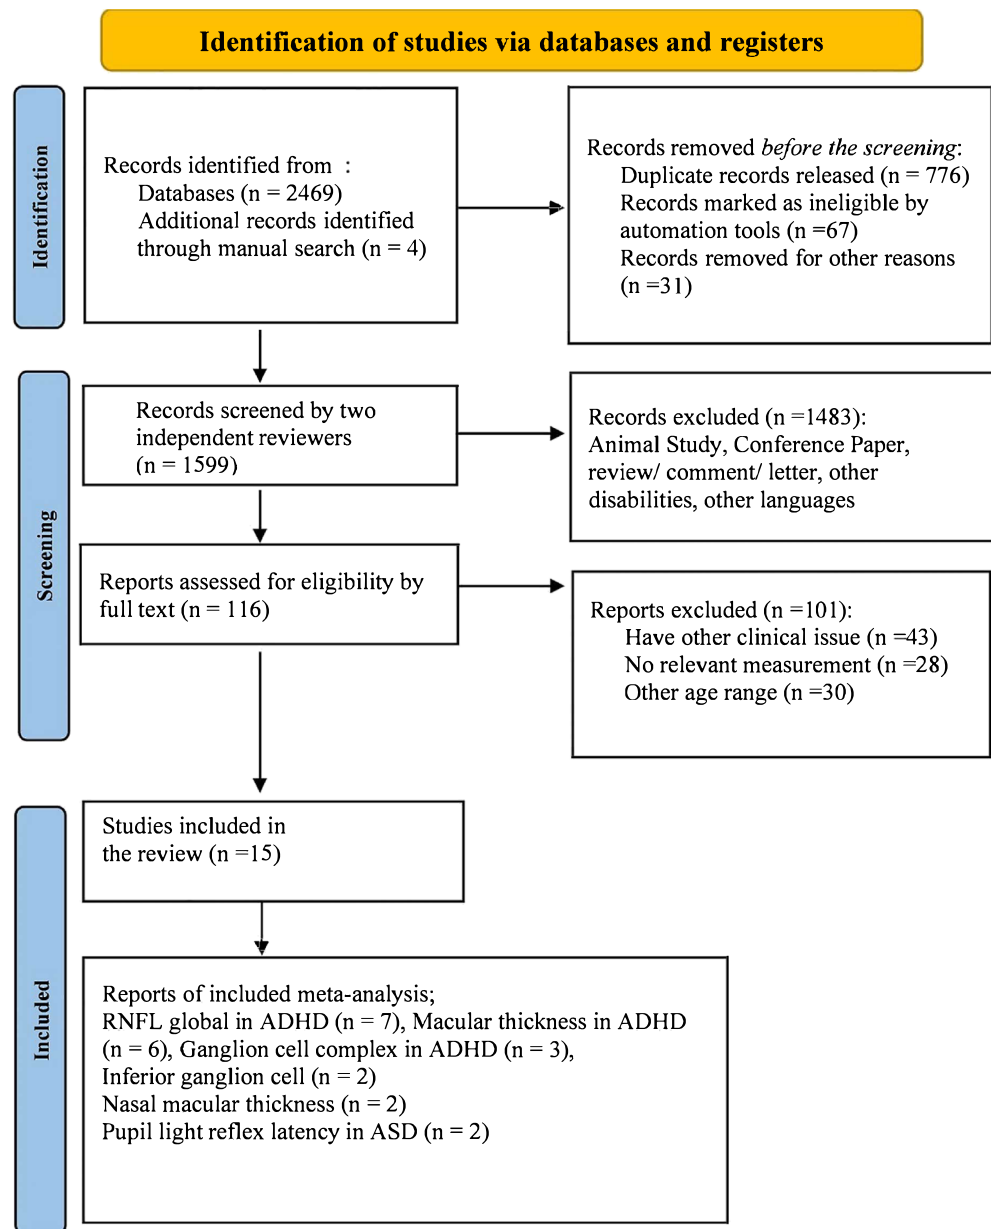 Identification of studies via databases and registers
Identification
Records identified from :
Databases (n = 2469)
Additional records identified
through manual search (n = 4)
Records removed before the screening:
Duplicate records released (n = 776)
Records marked as ineligible by
automation tools (n =67)
Records removed for other reasons
(n =31)
Screening
Records screened by two
independent reviewers
(n = 1599)
Records excluded (n =1483):
Animal Study, Conference Paper,
review/ comment/ letter, other
disabilities, other languages
Reports assessed for eligibility by
full text (n = 116)
Reports excluded (n =101):
Have other clinical issue (n =43)
No relevant measurement (n =28)
Other age range (n =30)
Included
Studies included in
the review (n =15)
Reports of included meta-analysis;
RNFL global in ADHD (n = 7), Macular thickness in ADHD
(n = 6), Ganglion cell complex in ADHD (n = 3),
Inferior ganglion cell (n = 2)
Nasal macular thickness (n = 2)
Pupil light reflex latency in ASD (n = 2)